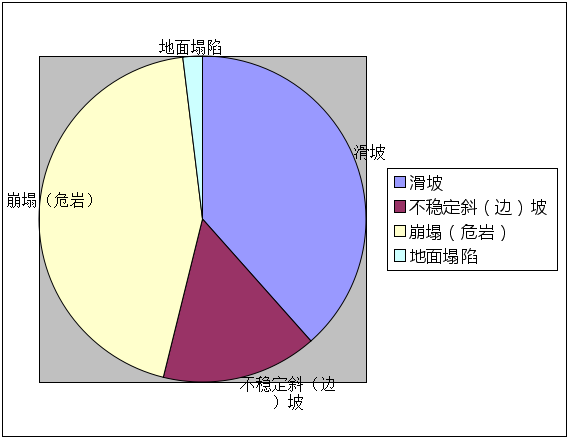 地面塌陷
滑坡
崩塌（危岩）
不稳定斜（边
）坡
滑坡
不稳定斜（边）坡
崩塌（危岩）
地面塌陷